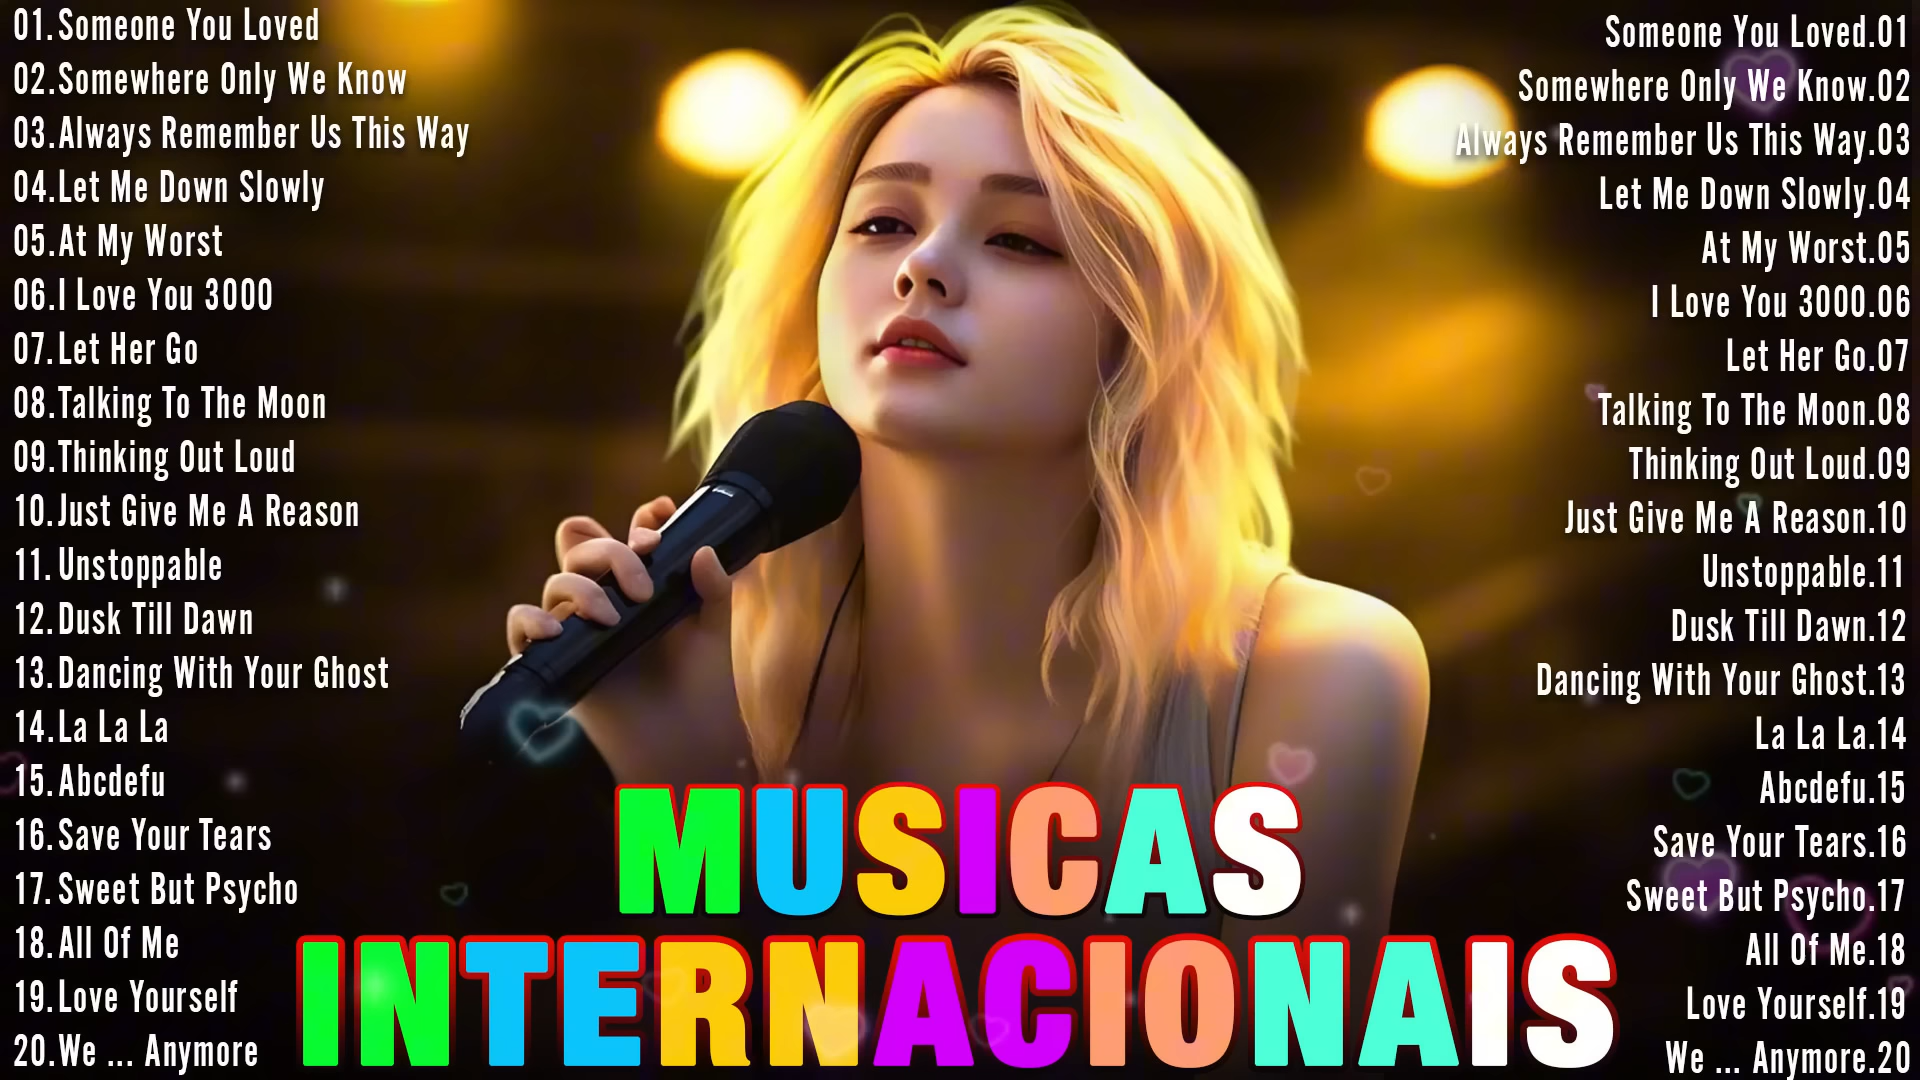 01.Someone You Loved
02.Somewhere Only We Know
03.Always Remember Us This Way
04.Let Me Down Slowly
05.At My Worst
06.I Love You 3000
07.Let Her Go
08.Talking To The Moon
09.Thinking Out Loud
10.Just Give Me A Reason
11.Unstoppable
12.Dusk Till Dawn
13.Dancing With Your Ghost
14.La La La
15.Abcdefu
16.Save Your Tears
17.Sweet But Psycho
18.All Of Me
19.Love Yourself
20.We ... Anymore
MUSICAS
INTERNACIONAIS
Someone You Loved.01
Somewhere Only We Know.02
Always Remember Us This Way.03
Let Me Down Slowly.04
At My Worst.05
I Love You 3000.06
Let Her Go.07
Talking To The Moon.08
Thinking Out Loud.09
Just Give Me A Reason.10
Unstoppable.11
Dusk Till Dawn.12
Dancing With Your Ghost.13
La La La.14
Abcdefu.15
Save Your Tears.16
Sweet But Psycho.17
All Of Me.18
Love Yourself.19
We ... Anymore.20